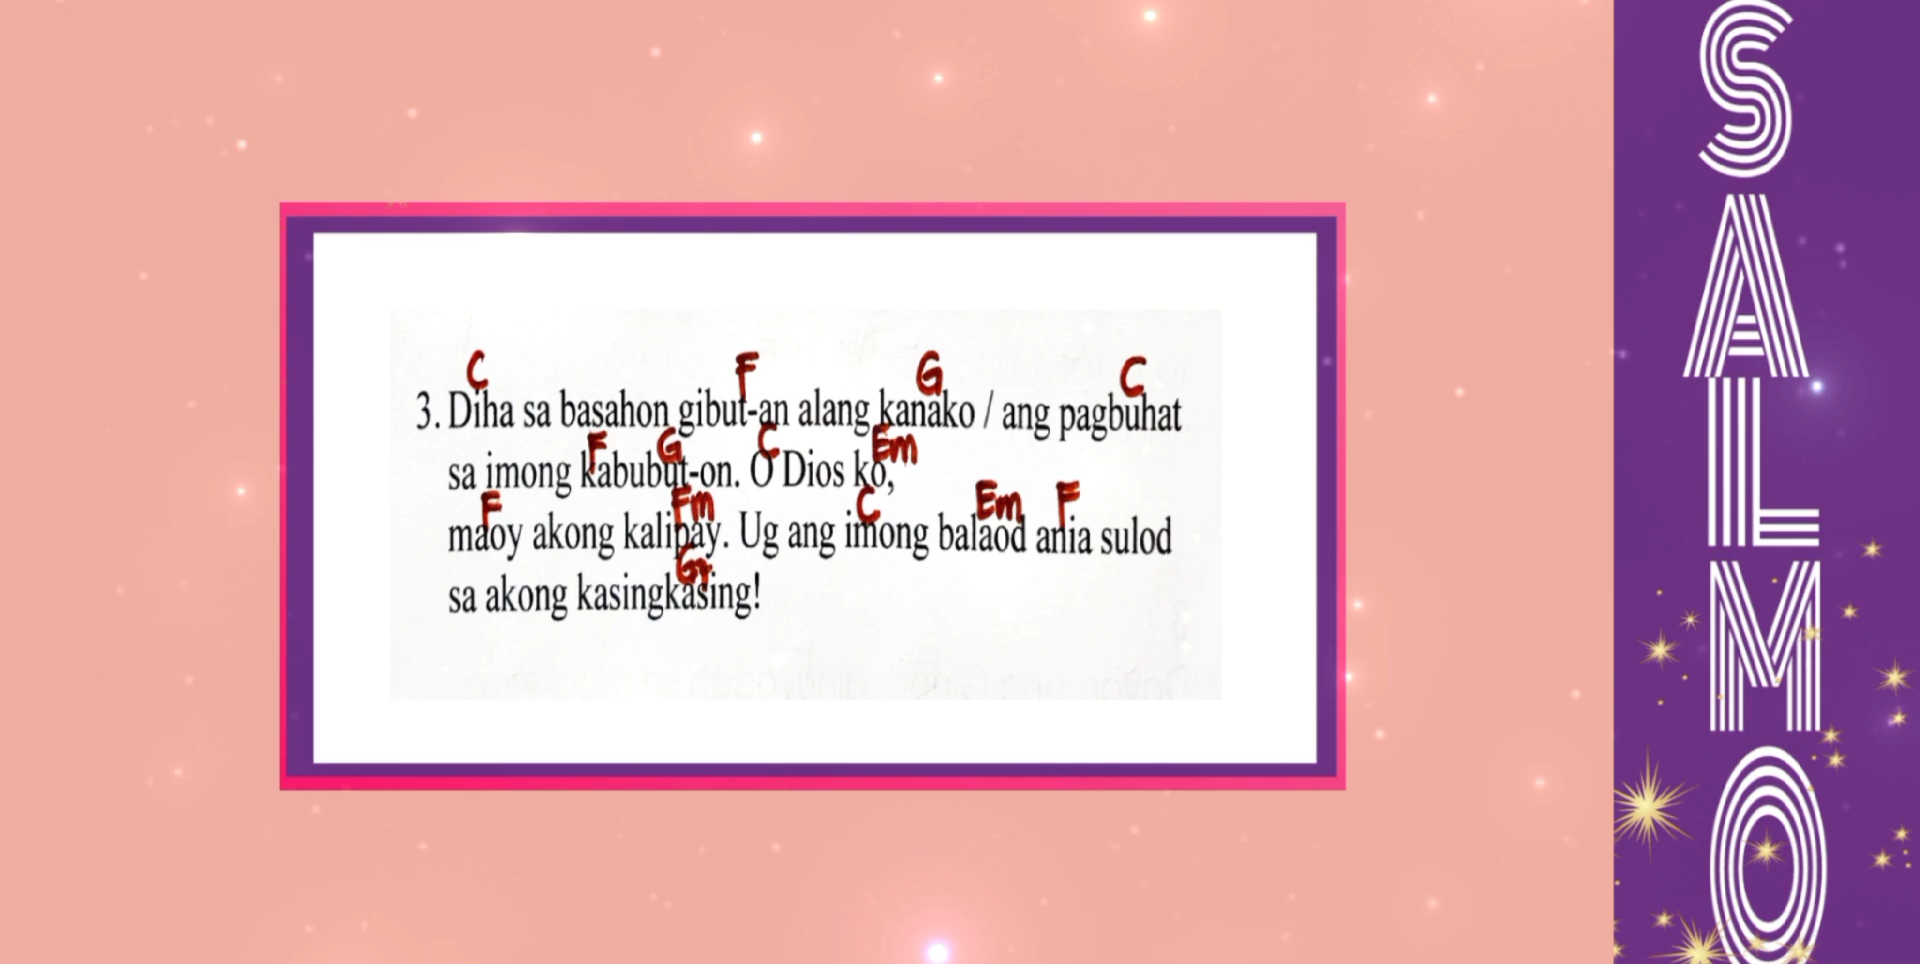 C F G C
3. Diha sa basahon gibut-an alang kanako / ang pagbuhat
F G C Em
sa imong kabubut-on. O Dios ko,
F Fm C Em F
maoy akong kalipay. Ug ang imong balaod ania sulod
sa akong kasingkasing!
SALMO